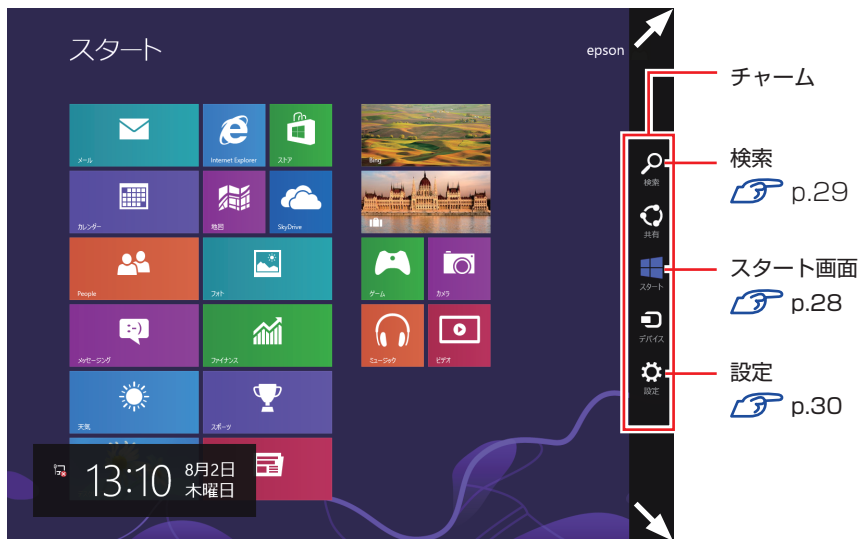 スタート
epson
メール
Internet Explorer
ストア
Bing
カレンダー
地図
SkyDrive
People
フォト
ゲーム
カメラ
メッセージング
ファイナンス
ミュージック
ビデオ
天気
スポーツ
13:10
8月2日
木曜日
検索
共有
スタート
デバイス
設定
チャーム
検索
p.29
スタート画面
p.28
設定
p.30